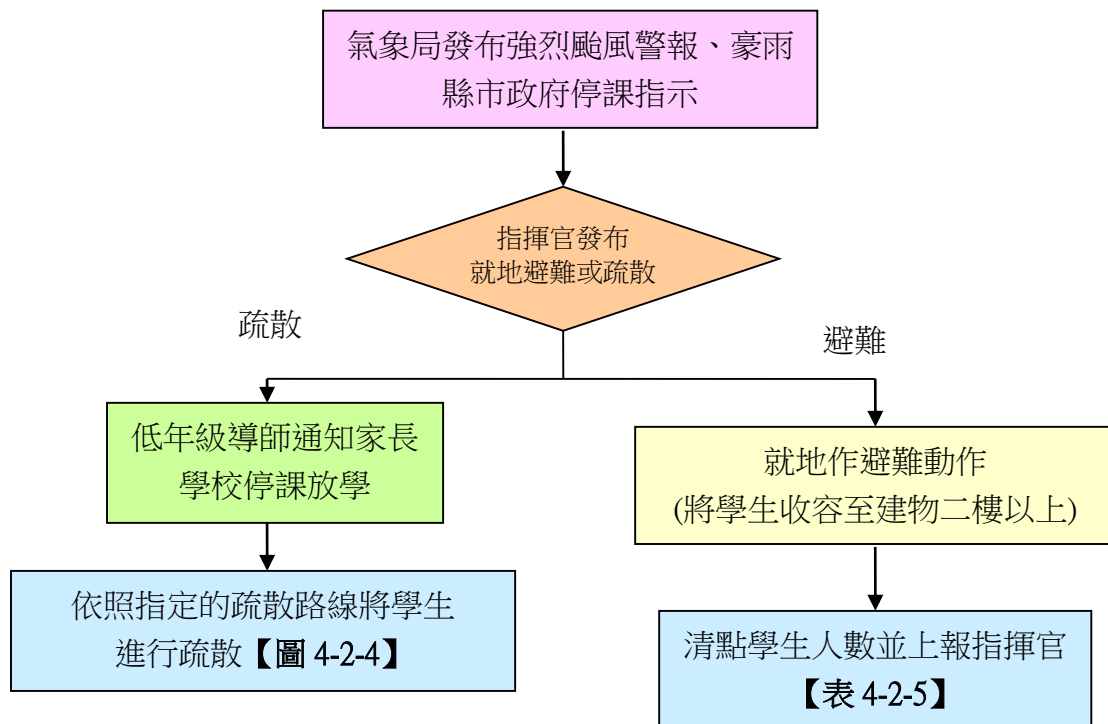 氣象局發布強烈颱風警報、豪雨
縣市政府停課指示
指揮官發布
就地避難或疏散
疏散
避難
低年級導師通知家長
學校停課放學
就地作避難動作
(將學生收容至建物二樓以上)
依照指定的疏散路線將學生
進行疏散【圖 4-2-4】
清點學生人數並上報指揮官
【表 4-2-5】